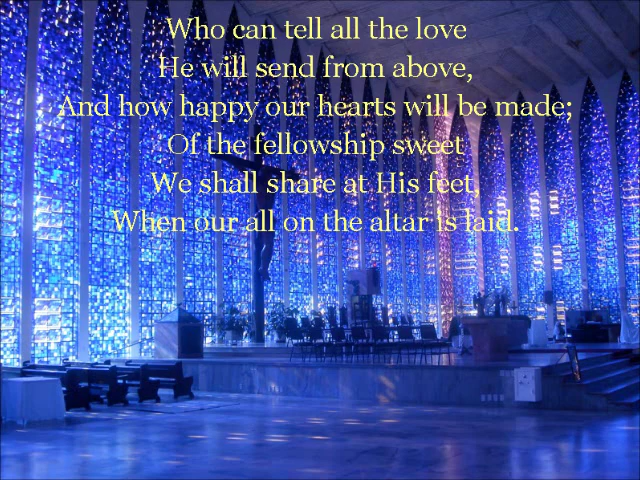 Who can tell all the love
He will send from above,
And how happy our hearts will be made;
Of the fellowship sweet
We shall share at His feet,
When our all on the altar is laid.